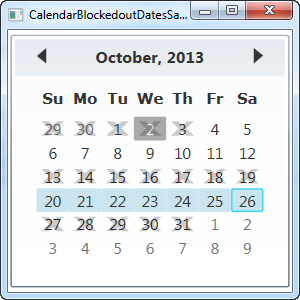 CalendarBlockedoutDatesSa...
October, 2013
Su Mo Tu We Th Fr Sa
29 30 1 2 3 4 5
6 7 8 9 10 11 12
13 14 15 16 17 18 19
20 21 22 23 24 25 26
27 28 29 30 31 1 2
3 4 5 6 7 8 9